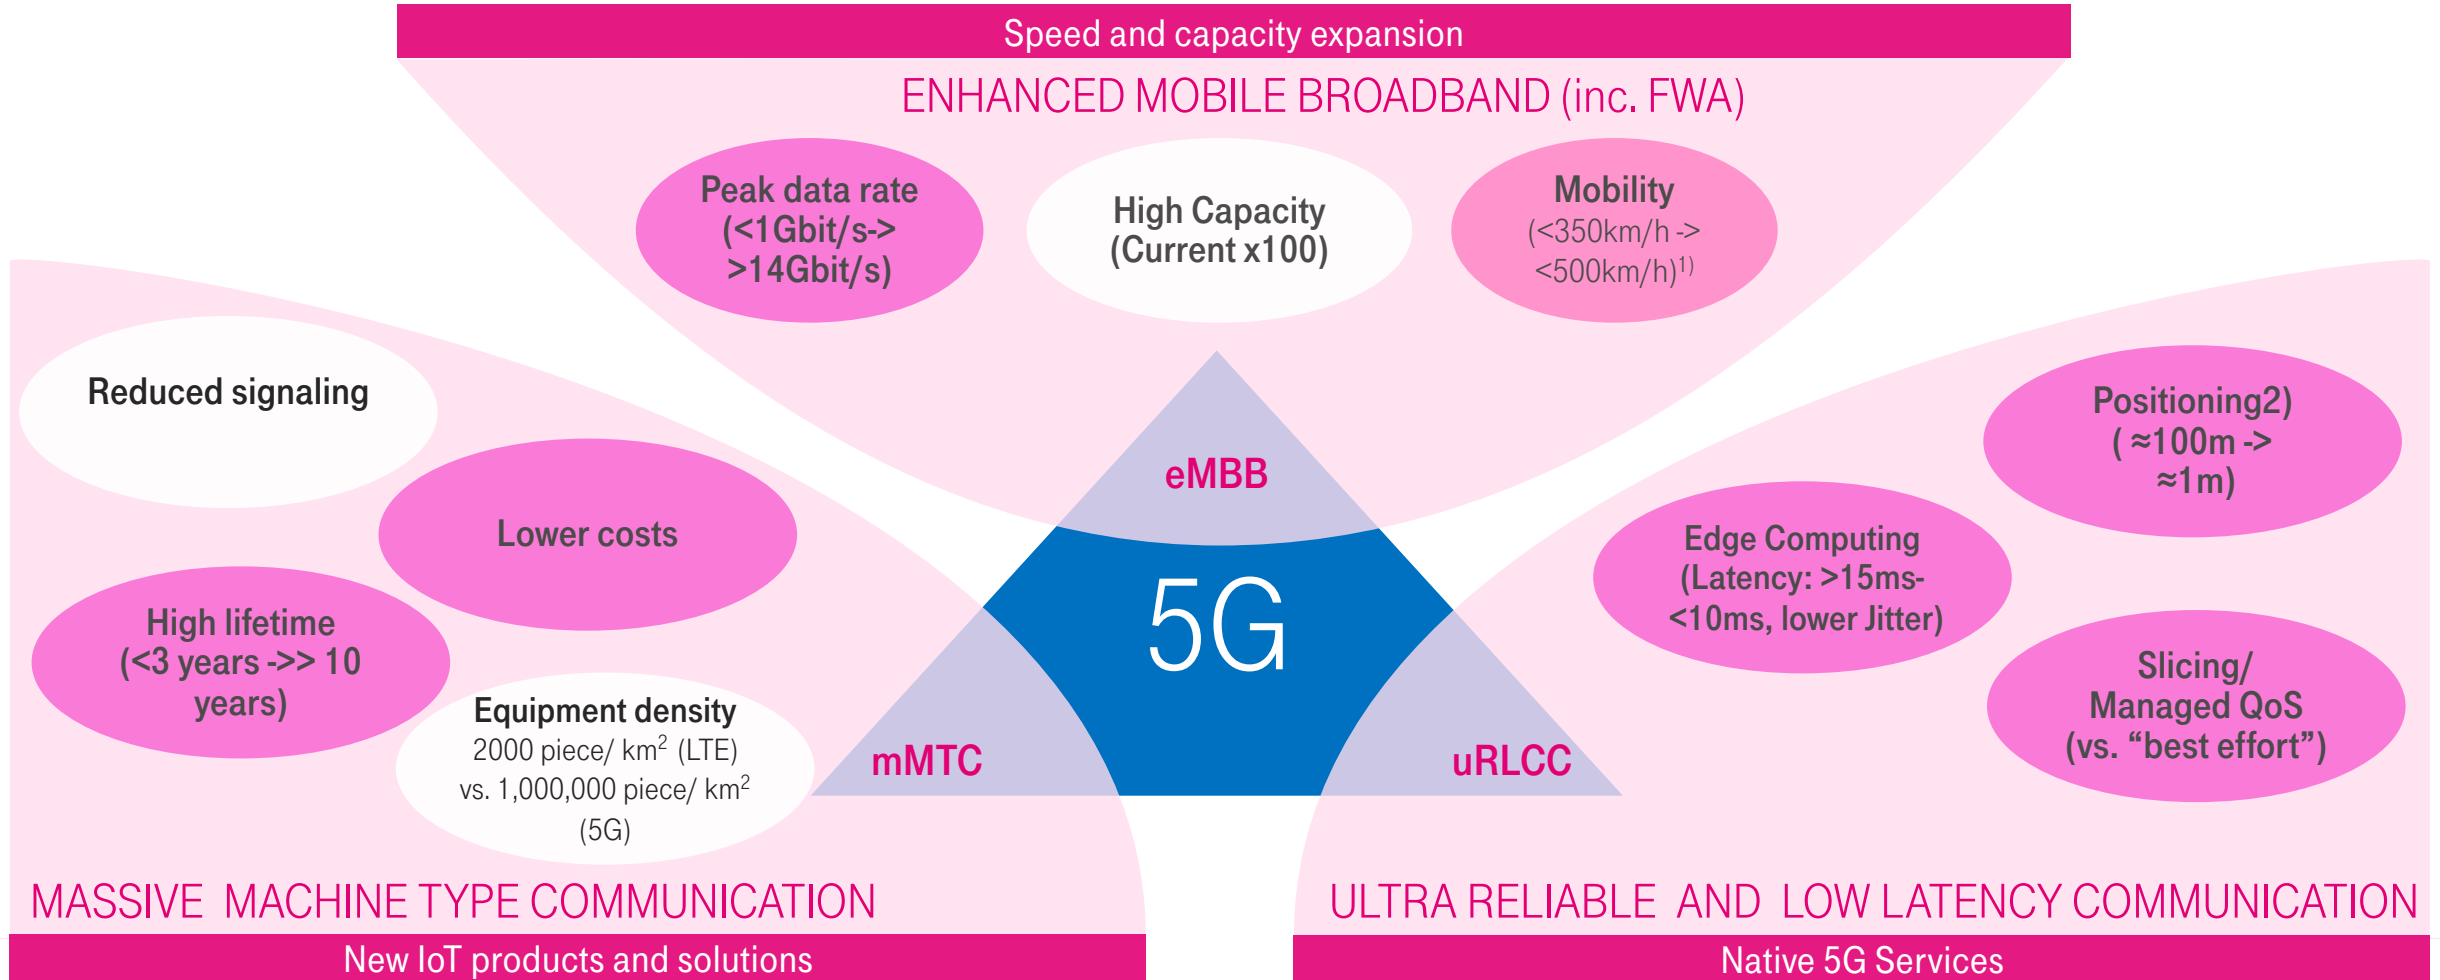 Speed and capacity expansion
ENHANCED MOBILE BROADBAND (inc. FWA)
Peak data rate
(<1Gbit/s->
>14Gbit/s)
High Capacity
(Current x100)
Mobility
(<350km/h ->
<500km/h)¹⁾
Reduced signaling
Lower costs
High lifetime
(<3 years ->> 10
years)
Equipment density
2000 piece/ km² (LTE)
vs. 1,000,000 piece/ km²
(5G)
eMBB
5G
mMTC
uRLCC
Positioning2)
( ≈100m ->
≈1m)
Edge Computing
(Latency: >15ms-
<10ms, lower Jitter)
Slicing/
Managed QoS
(vs. “best effort”)
MASSIVE MACHINE TYPE COMMUNICATION
New IoT products and solutions
ULTRA RELIABLE AND LOW LATENCY COMMUNICATION
Native 5G Services